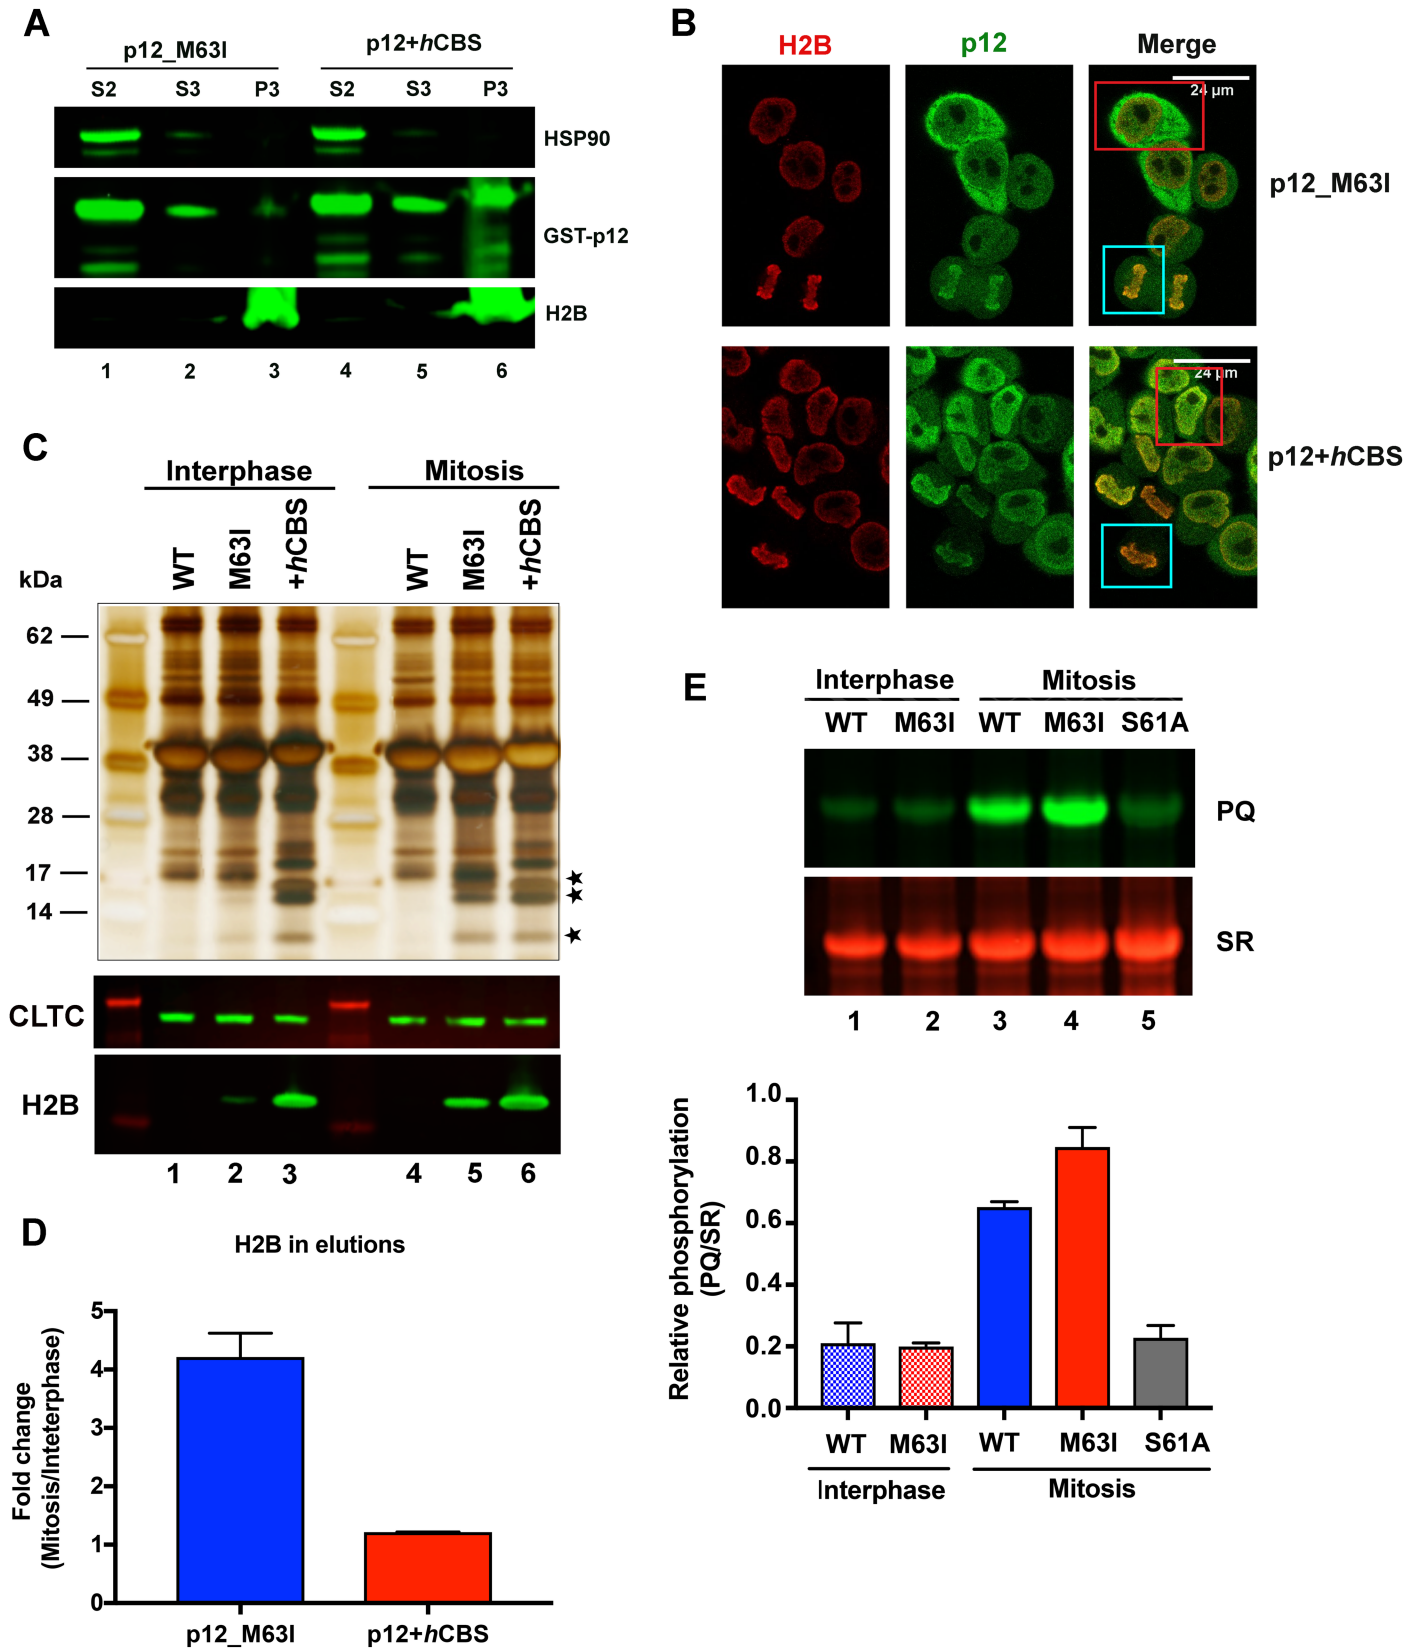 A
p12_M63I
p12+hCBS
S2 S3 P3 S2 S3 P3
HSP90
GST-p12
H2B
1 2 3 4 5 6
B
H2B p12 Merge
24 µm
p12_M63I
24 µm
p12+hCBS
C
Interphase Mitosis
WT M63I +hCBS WT M63I +hCBS
kDa
62
49
38
28
17
14
CLTC
H2B
1 2 3 4 5 6
D
H2B in elutions
Fold change
(Mitosis/Ineterphase)
5
4
3
2
1
0
p12_M63I p12+hCBS
E
Interphase Mitosis
WT M63I WT M63I S61A
PQ
SR
1 2 3 4 5
Relative phosphorylation
(PQ/SR)
1.0
0.8
0.6
0.4
0.2
0.0
WT M63I WT M63I S61A
Interphase Mitosis